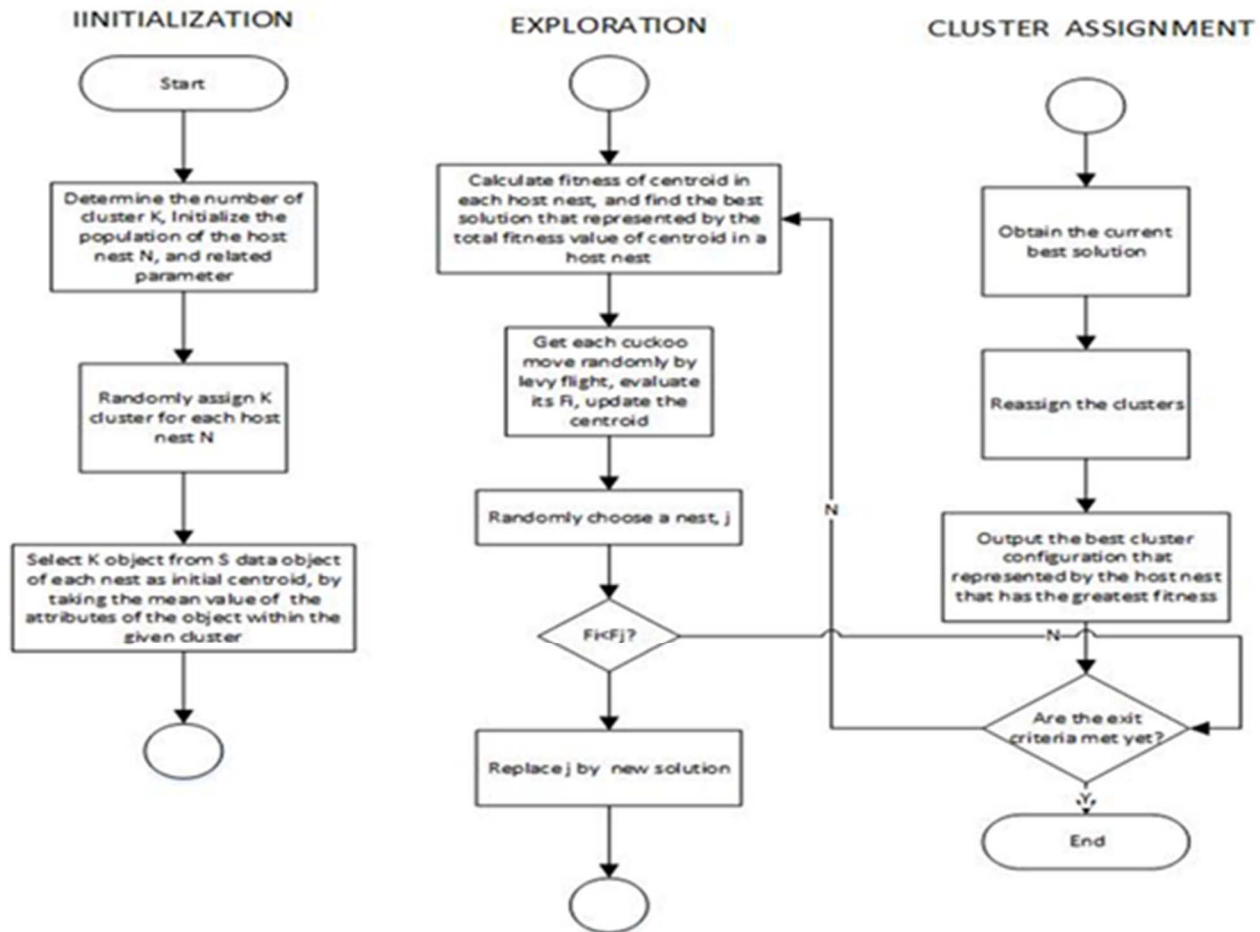 IINITIALIZATION
Start
Determine the number of
cluster K, Initialize the
population of the host
nest N, and related
parameter
Randomly assign K
cluster for each host
nest N
Select K object from S data object
of each nest as initial centroid, by
taking the mean value of the
attributes of the object within the
given cluster
EXPLORATION
Calculate fitness of centroid in
each host nest, and find the best
solution that represented by the
total fitness value of centroid in a
host nest
Get each cuckoo
move randomly by
levy flight, evaluate
its Fi, update the
centroid
Randomly choose a nest, j
Fi<Fj?
Replace j by new solution
N
CLUSTER ASSIGNMENT
Obtain the current
best solution
Reassign the clusters
Output the best cluster
configuration that
represented by the host nest
that has the greatest fitness
N
Are the exit
criteria met yet?
Y
End